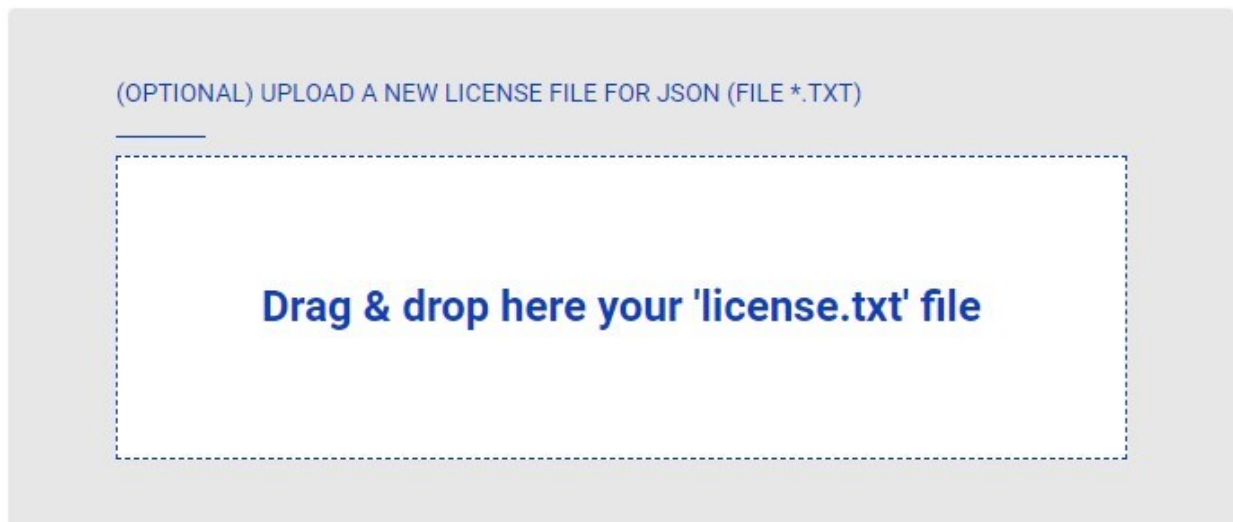 (OPTIONAL) UPLOAD A NEW LICENSE FILE FOR JSON (FILE *.TXT)
Drag & drop here your 'license.txt' file